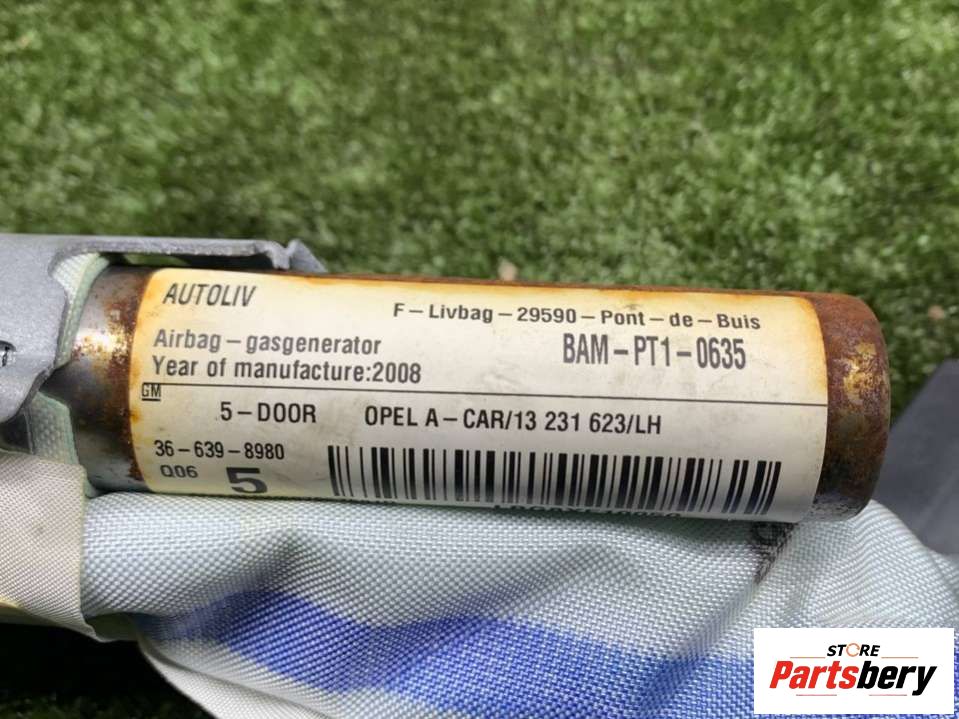 AUTOLIV
F-Livbag-29590-Pont-de-Buis
Airbag-gasgenerator
BAM-PT1-0635
Year of manufacture:2008
GM
5-DOOR OPEL A-CAR/13 231 623/LH
36-639-8980
Q06 5
STORE
Partsbery